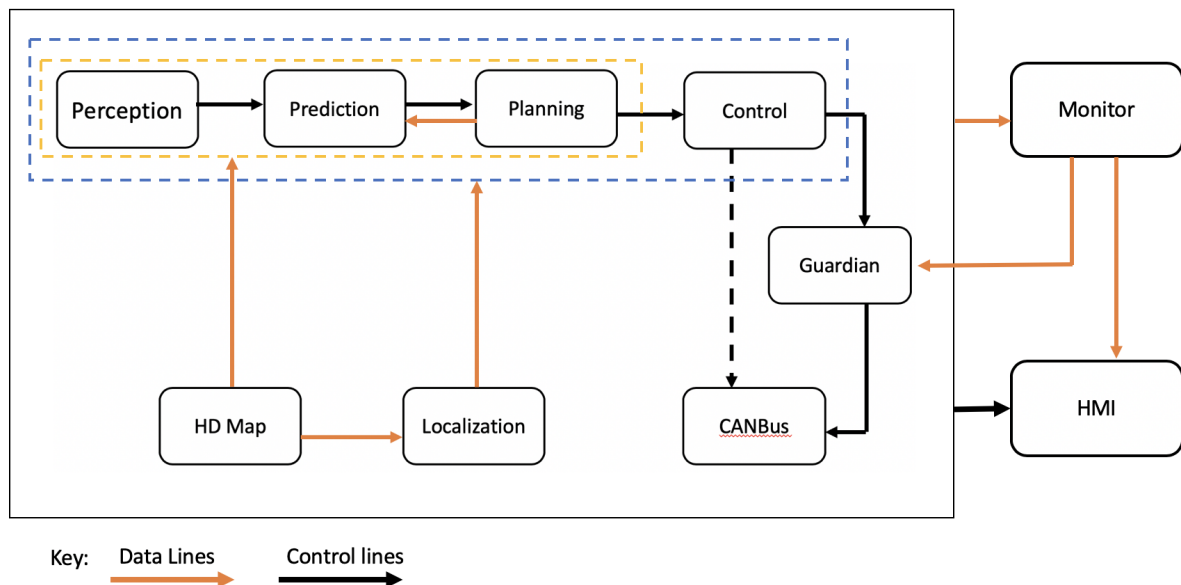 Perception
Prediction
Planning
Control
Monitor
Guardian
HD Map
Localization
CANBus
HMI
Key: Data Lines Control lines